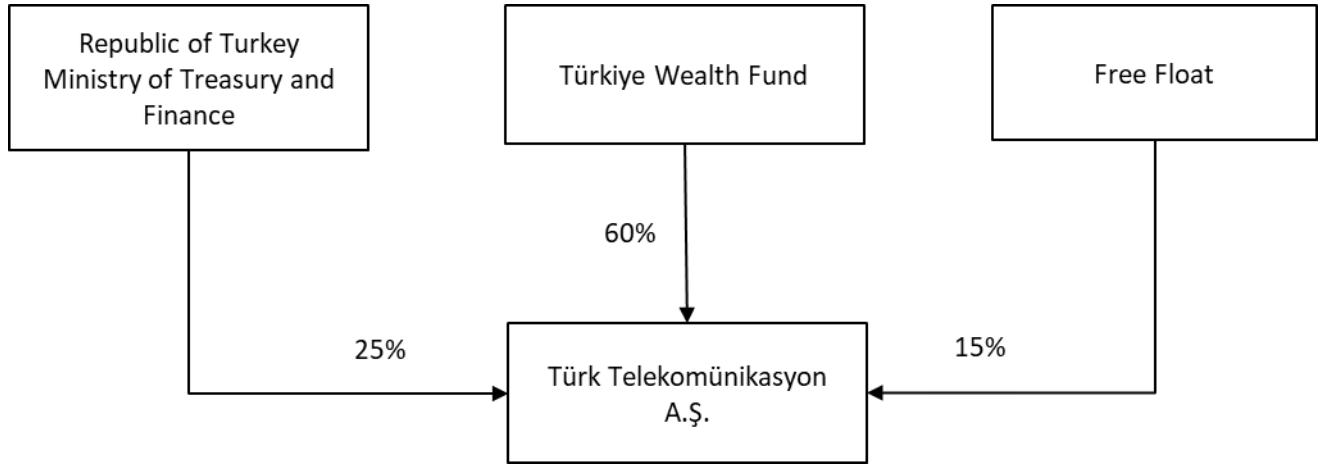 Republic of Turkey
Ministry of Treasury and
Finance
Türkiye Wealth Fund
Free Float
60%
25%
15%
Türk Telekomünikasyon
A.Ş.